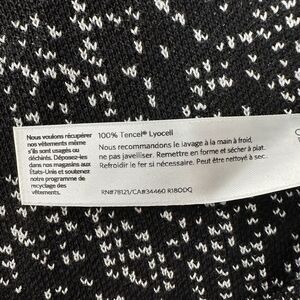 Nous voulons récupérer
nos vêtements même
s'ils sont usagés ou
déchirés. Déposez-les
dans nos magasins aux
États-Unis et soutenez
notre programme de
recyclage des
vêtements.
100% Tencel® Lyocell
Nous recommandons le lavage à la main à froid,
ne pas javelliser. Remettre en forme et sécher à plat.
Refroidir le fer si nécessaire. Peut être nettoyé à sec.
RN#78121/CA#34460 R18ODQ